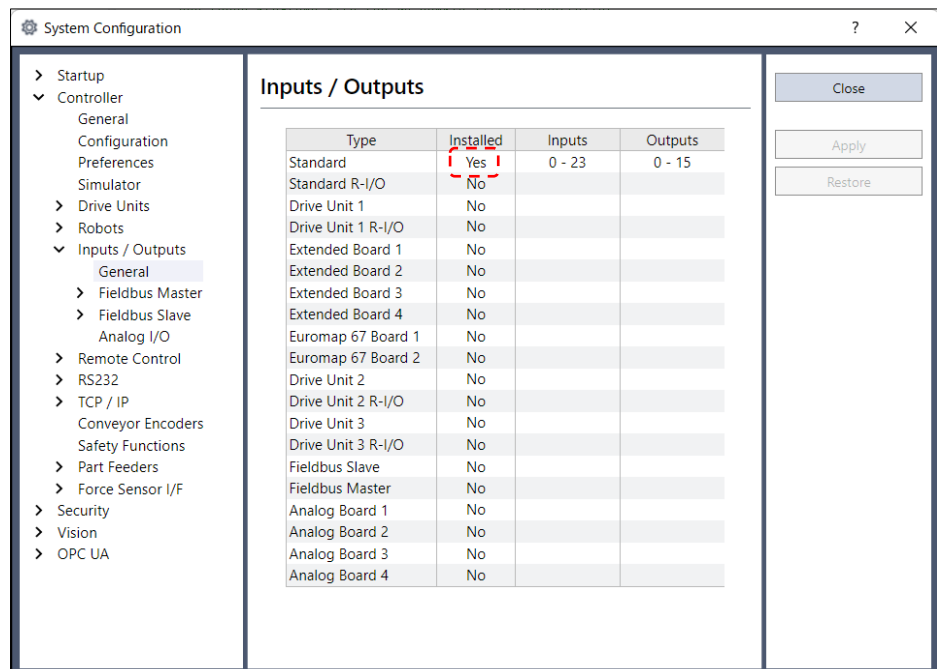 System Configuration
?
Startup
Controller
General
Configuration
Preferences
Simulator
Drive Units
Robots
Inputs / Outputs
General
Fieldbus Master
Fieldbus Slave
Analog I/O
Remote Control
RS232
TCP / IP
Conveyor Encoders
Safety Functions
Part Feeders
Force Sensor I/F
Security
Vision
OPC UA
Inputs / Outputs
Type Installed Inputs Outputs
Standard Yes 0 - 23 0 - 15
Standard R-I/O No
Drive Unit 1 No
Drive Unit 1 R-I/O No
Extended Board 1 No
Extended Board 2 No
Extended Board 3 No
Extended Board 4 No
Euromap 67 Board 1 No
Euromap 67 Board 2 No
Drive Unit 2 No
Drive Unit 2 R-I/O No
Drive Unit 3 No
Drive Unit 3 R-I/O No
Fieldbus Slave No
Fieldbus Master No
Analog Board 1 No
Analog Board 2 No
Analog Board 3 No
Analog Board 4 No
Close
Apply
Restore